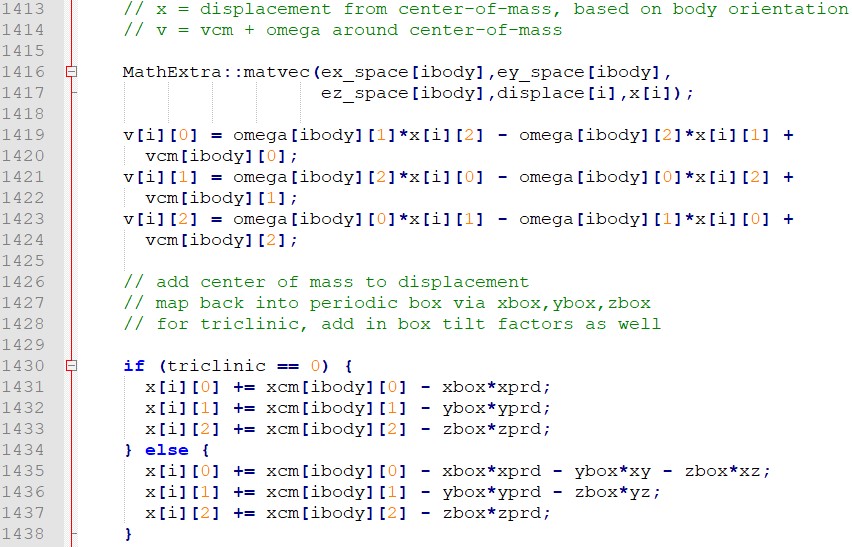 1413 // x = displacement from center-of-mass, based on body orientation
1414 // v = vcm + omega around center-of-mass
1415
1416 MathExtra::matvec(ex_space[ibody],ey_space[ibody],
1417 ez_space[ibody],displace[i],x[i]);
1418
1419 v[i][0] = omega[ibody][1]*x[i][2] - omega[ibody][2]*x[i][1] +
1420 vcm[ibody][0];
1421 v[i][1] = omega[ibody][2]*x[i][0] - omega[ibody][0]*x[i][2] +
1422 vcm[ibody][1];
1423 v[i][2] = omega[ibody][0]*x[i][1] - omega[ibody][1]*x[i][0] +
1424 vcm[ibody][2];
1425
1426 // add center of mass to displacement
1427 // map back into periodic box via xbox,ybox,zbox
1428 // for triclinic, add in box tilt factors as well
1429
1430 if (triclinic == 0) {
1431 x[i][0] += xcm[ibody][0] - xbox*xprd;
1432 x[i][1] += xcm[ibody][1] - ybox*yprd;
1433 x[i][2] += xcm[ibody][2] - zbox*zprd;
1434 } else {
1435 x[i][0] += xcm[ibody][0] - xbox*xprd - ybox*xy - zbox*xz;
1436 x[i][1] += xcm[ibody][1] - ybox*yprd - zbox*yz;
1437 x[i][2] += xcm[ibody][2] - zbox*zprd;
1438 }